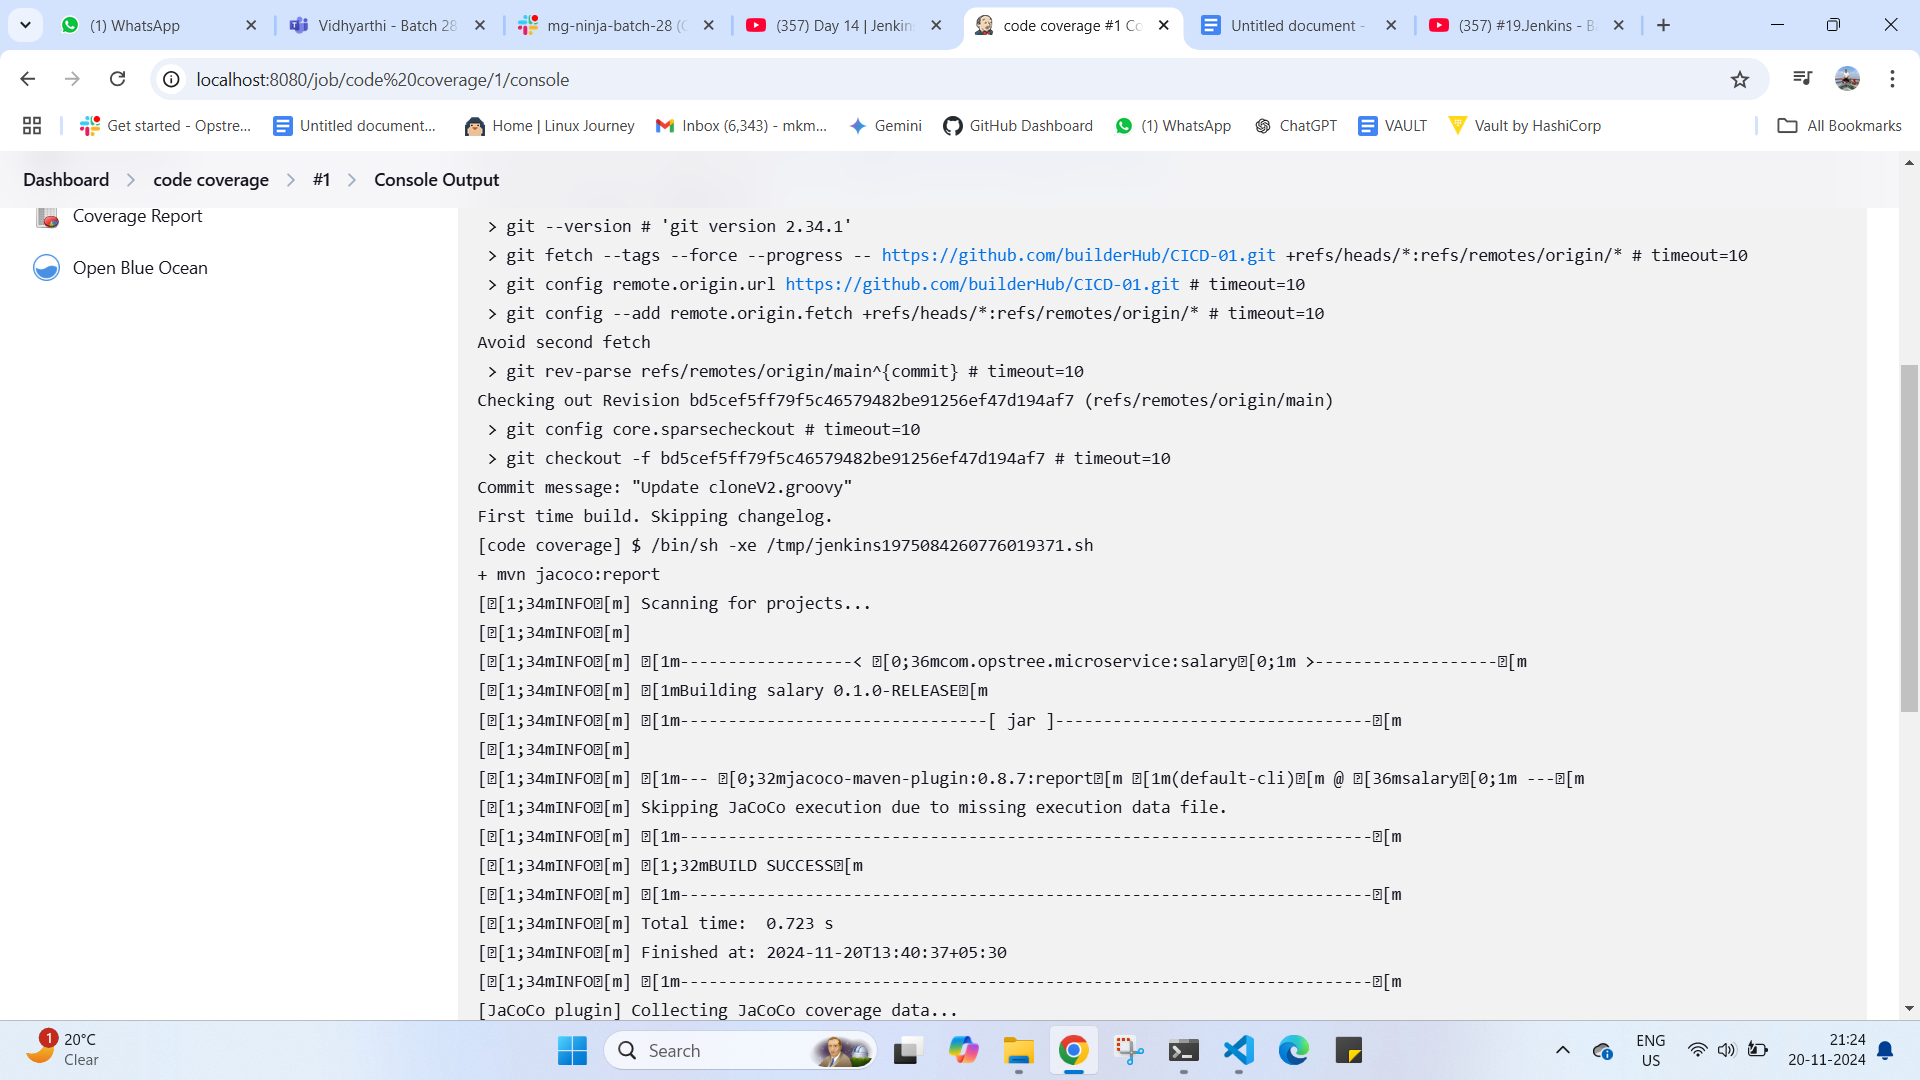 (1) WhatsApp
Vidhyarthi - Batch 28
mg-ninja-batch-28 (C
(357) Day 14 | Jenkins
code coverage #1 Co
Untitled document -
(357) #19.Jenkins - B
localhost:8080/job/code%20coverage/1/console
Get started - Opstre...
Untitled document...
Home | Linux Journey
Inbox (6,343) - mkm...
Gemini
GitHub Dashboard
(1) WhatsApp
ChatGPT
VAULT
Vault by HashiCorp
All Bookmarks
Dashboard > code coverage > #1 > Console Output
Coverage Report
Open Blue Ocean
> git --version # 'git version 2.34.1'
> git fetch --tags --force --progress -- https://github.com/builderHub/CICD-01.git +refs/heads/*:refs/remotes/origin/* # timeout=10
> git config remote.origin.url https://github.com/builderHub/CICD-01.git # timeout=10
> git config --add remote.origin.fetch +refs/heads/*:refs/remotes/origin/* # timeout=10
Avoid second fetch
> git rev-parse refs/remotes/origin/main^{commit} # timeout=10
Checking out Revision bd5cef5ff79f5c46579482be91256ef47d194af7 (refs/remotes/origin/main)
> git config core.sparsecheckout # timeout=10
> git checkout -f bd5cef5ff79f5c46579482be91256ef47d194af7 # timeout=10
Commit message: "Update cloneV2.groovy"
First time build. Skipping changelog.
[code coverage] $ /bin/sh -xe /tmp/jenkins1975084260776019371.sh
+ mvn jacoco:report
[�[1;34mINFO�[m] Scanning for projects...
[�[1;34mINFO�[m]
[�[1;34mINFO�[m] �[1m------------------< �[0;36mcom.opstree.microservice:salary�[0;1m >-------------------�[m
[�[1;34mINFO�[m] �[1mBuilding salary 0.1.0-RELEASE�[m
[�[1;34mINFO�[m] �[1m--------------------------------[ jar ]---------------------------------�[m
[�[1;34mINFO�[m]
[�[1;34mINFO�[m] �[1m--- �[0;32mjacoco-maven-plugin:0.8.7:report�[m �[1m(default-cli)�[m @ �[36msalary�[0;1m ---�[m
[�[1;34mINFO�[m] Skipping JaCoCo execution due to missing execution data file.
[�[1;34mINFO�[m] �[1m------------------------------------------------------------------------�[m
[�[1;34mINFO�[m] �[1;32mBUILD SUCCESS�[m
[�[1;34mINFO�[m] �[1m------------------------------------------------------------------------�[m
[�[1;34mINFO�[m] Total time:  0.723 s
[�[1;34mINFO�[m] Finished at: 2024-11-20T13:40:37+05:30
[�[1;34mINFO�[m] �[1m------------------------------------------------------------------------�[m
[JaCoCo plugin] Collecting JaCoCo coverage data...
1
20°C
Clear
Search
ENG
US
21:24
20-11-2024